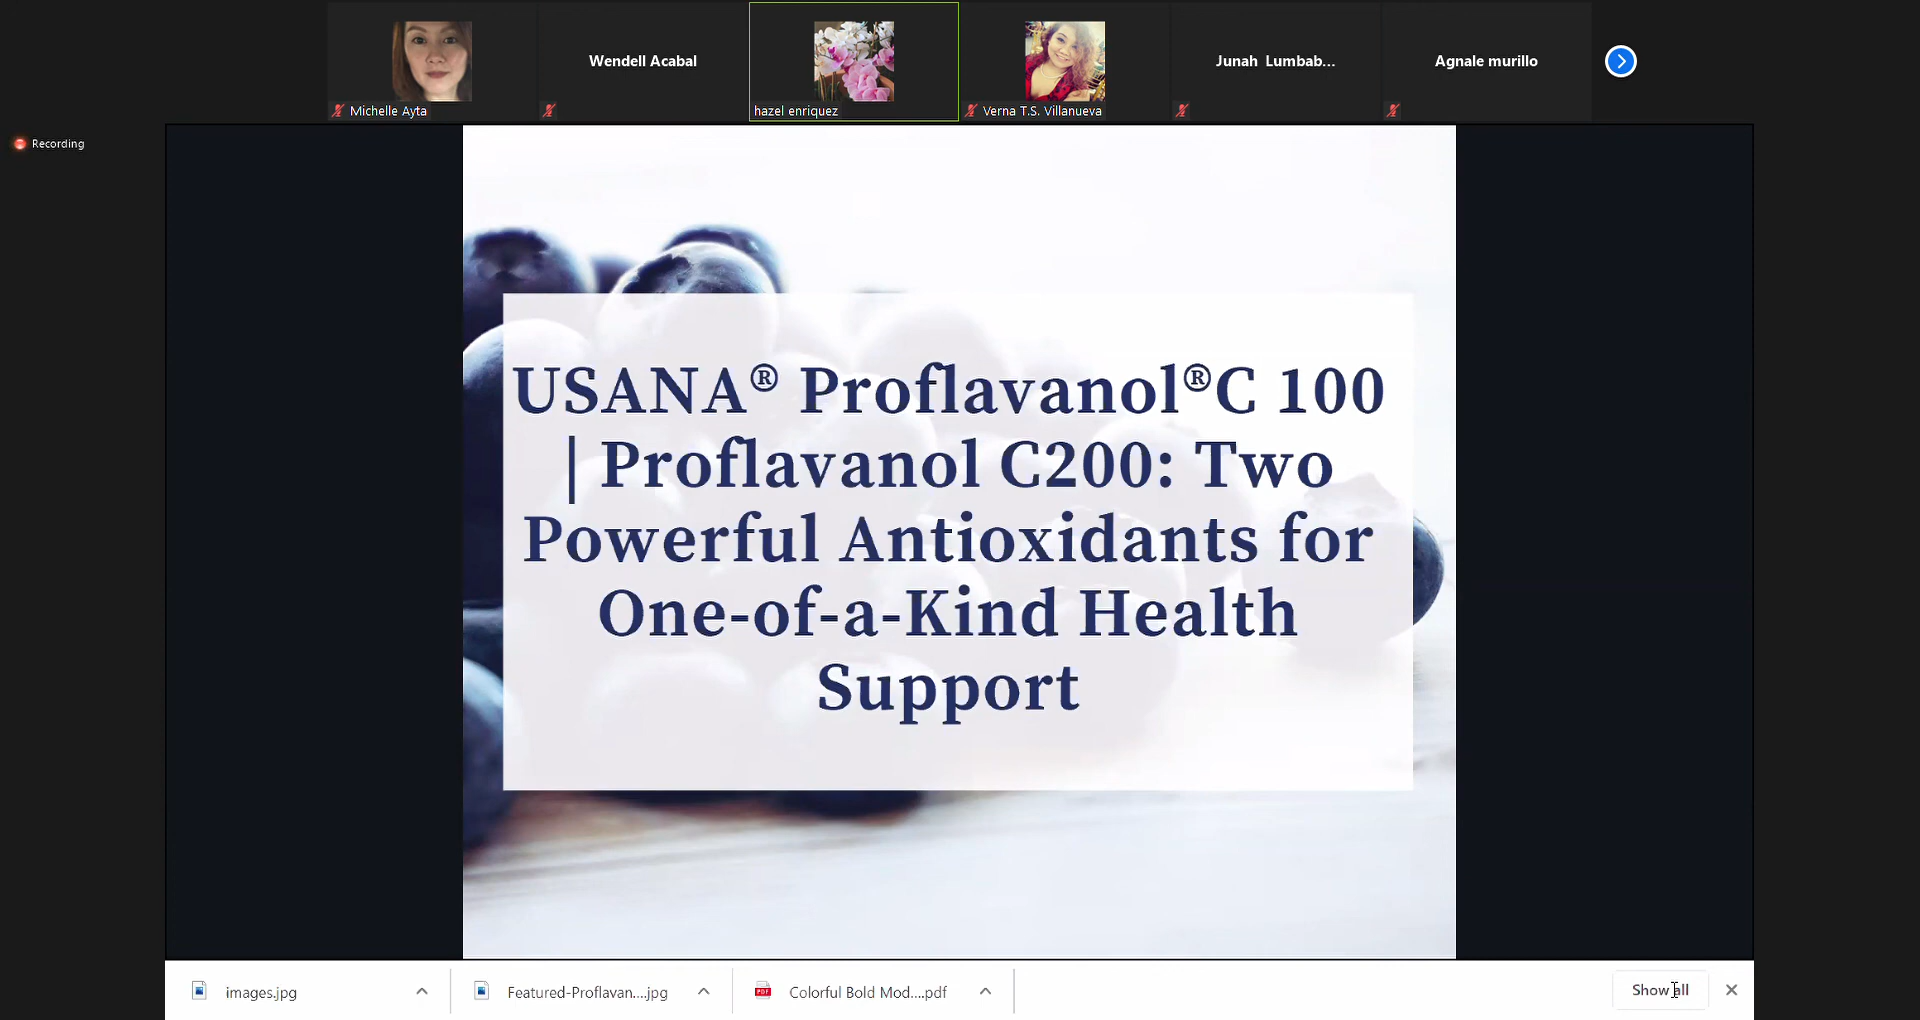 Wendell Acabal
Junah Lumbab...
Agnale murillo
Michelle Ayta
hazel enriquez
Verna T.S. Villanueva
Recording
USANA® Proflavanol®C 100
| Proflavanol C200: Two
Powerful Antioxidants for
One-of-a-Kind Health
Support
images.jpg
Featured-Proflavan....jpg
PDF
Colorful Bold Mod....pdf
Show all